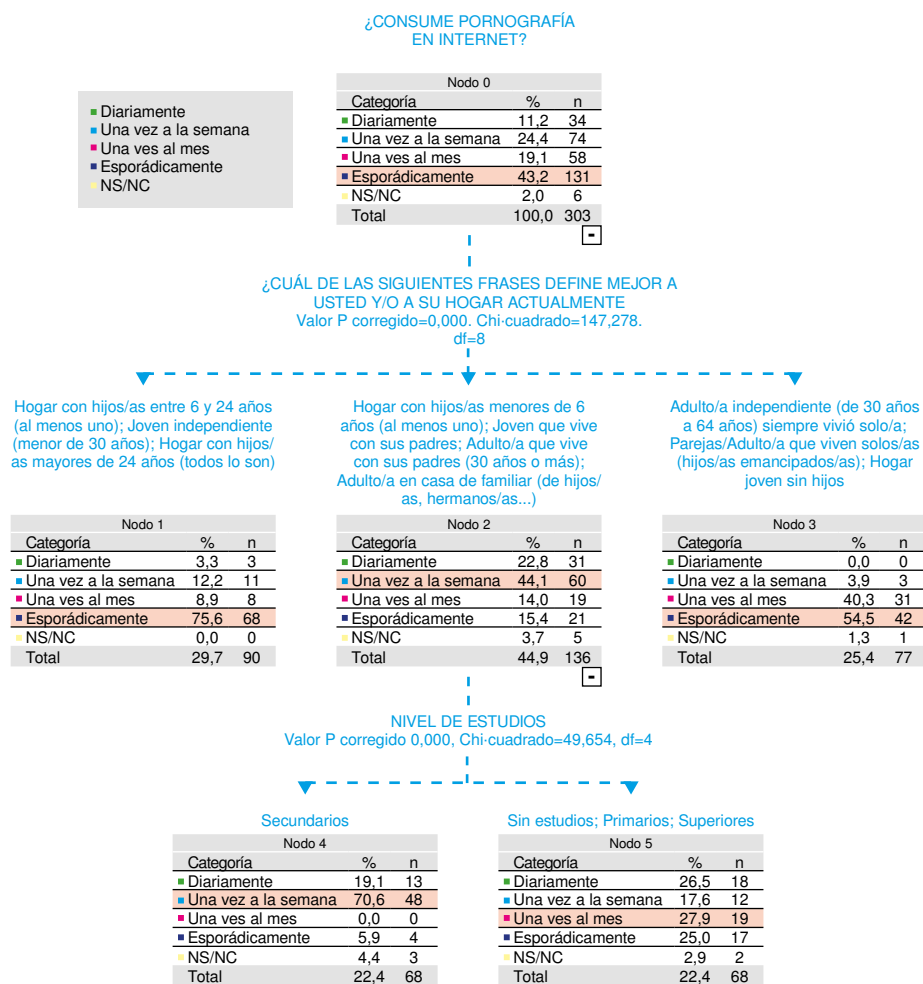 ¿CONSUME PORNOGRAFÍA
EN INTERNET?
Diariamente
Una vez a la semana
Una ves al mes
Esporádicamente
NS/NC
Nodo 0
Categoría % n
Diariamente 11,2 34
Una vez a la semana 24,4 74
Una ves al mes 19,1 58
Esporádicamente 43,2 131
NS/NC 2,0 6
Total 100,0 303
-
¿CUÁL DE LAS SIGUIENTES FRASES DEFINE MEJOR A
USTED Y/O A SU HOGAR ACTUALMENTE
Valor P corregido=0,000. Chi-cuadrado=147,278.
df=8
Hogar con hijos/as entre 6 y 24 años
(al menos uno); Joven independiente
(menor de 30 años); Hogar con hijos/
as mayores de 24 años (todos lo son)
Nodo 1
Categoría % n
Diariamente 3,3 3
Una vez a la semana 12,2 11
Una ves al mes 8,9 8
Esporádicamente 75,6 68
NS/NC 0,0 0
Total 29,7 90
Hogar con hijos/as menores de 6
años (al menos uno); Joven que vive
con sus padres; Adulto/a que vive
con sus padres (30 años o más);
Adulto/a en casa de familiar (de hijos/
as, hermanos/as...)
Nodo 2
Categoría % n
Diariamente 22,8 31
Una vez a la semana 44,1 60
Una ves al mes 14,0 19
Esporádicamente 15,4 21
NS/NC 3,7 5
Total 44,9 136
-
Adulto/a independiente (de 30 años
a 64 años) siempre vivió solo/a;
Parejas/Adulto/a que viven solos/as
(hijos/as emancipados/as); Hogar
joven sin hijos
Nodo 3
Categoría % n
Diariamente 0,0 0
Una vez a la semana 3,9 3
Una ves al mes 40,3 31
Esporádicamente 54,5 42
NS/NC 1,3 1
Total 25,4 77
NIVEL DE ESTUDIOS
Valor P corregido 0,000, Chi-cuadrado=49,654, df=4
Secundarios
Nodo 4
Categoría % n
Diariamente 19,1 13
Una vez a la semana 70,6 48
Una ves al mes 0,0 0
Esporádicamente 5,9 4
NS/NC 4,4 3
Total 22,4 68
Sin estudios; Primarios; Superiores
Nodo 5
Categoría % n
Diariamente 26,5 18
Una vez a la semana 17,6 12
Una ves al mes 27,9 19
Esporádicamente 25,0 17
NS/NC 2,9 2
Total 22,4 68